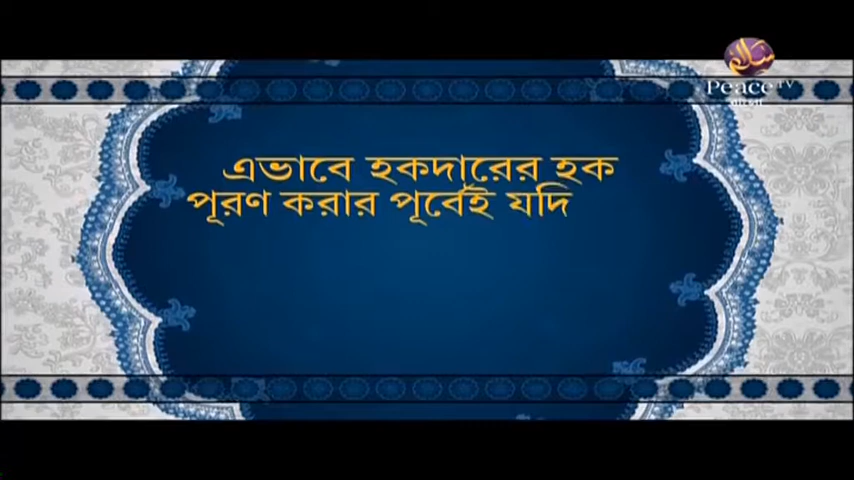 Peace TV
বাংলা
এভাবে হকদারের হক
পূরণ করার পূর্বেই যদি